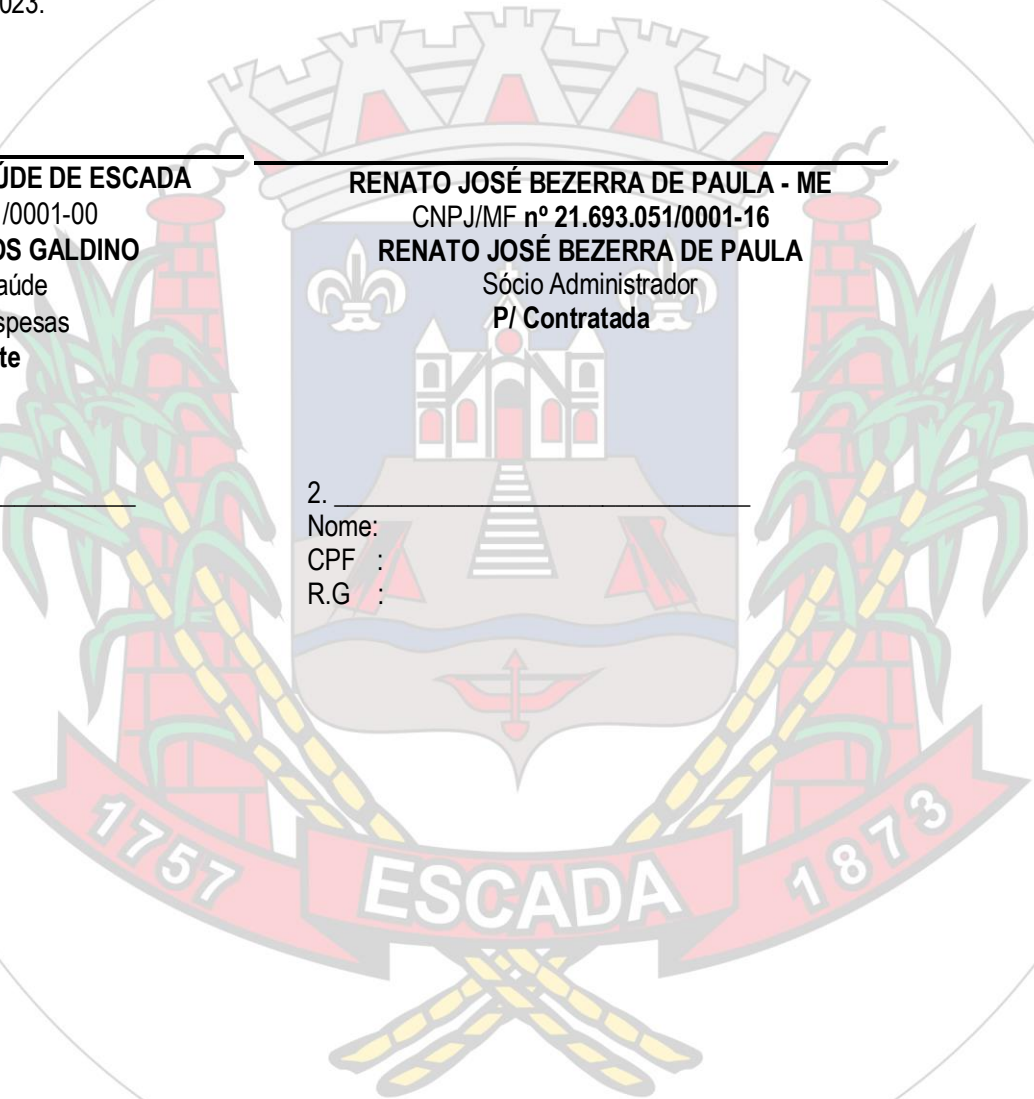 023.
ÚDE DE ESCADA
/0001-00
OS GALDINO
aúde
spesas
te
RENATO JOSÉ BEZERRA DE PAULA - ME
CNPJ/MF nº 21.693.051/0001-16
RENATO JOSÉ BEZERRA DE PAULA
Sócio Administrador
P/ Contratada
2. ________________________________
Nome:
CPF :
R.G :
1757 ESCADA 1873